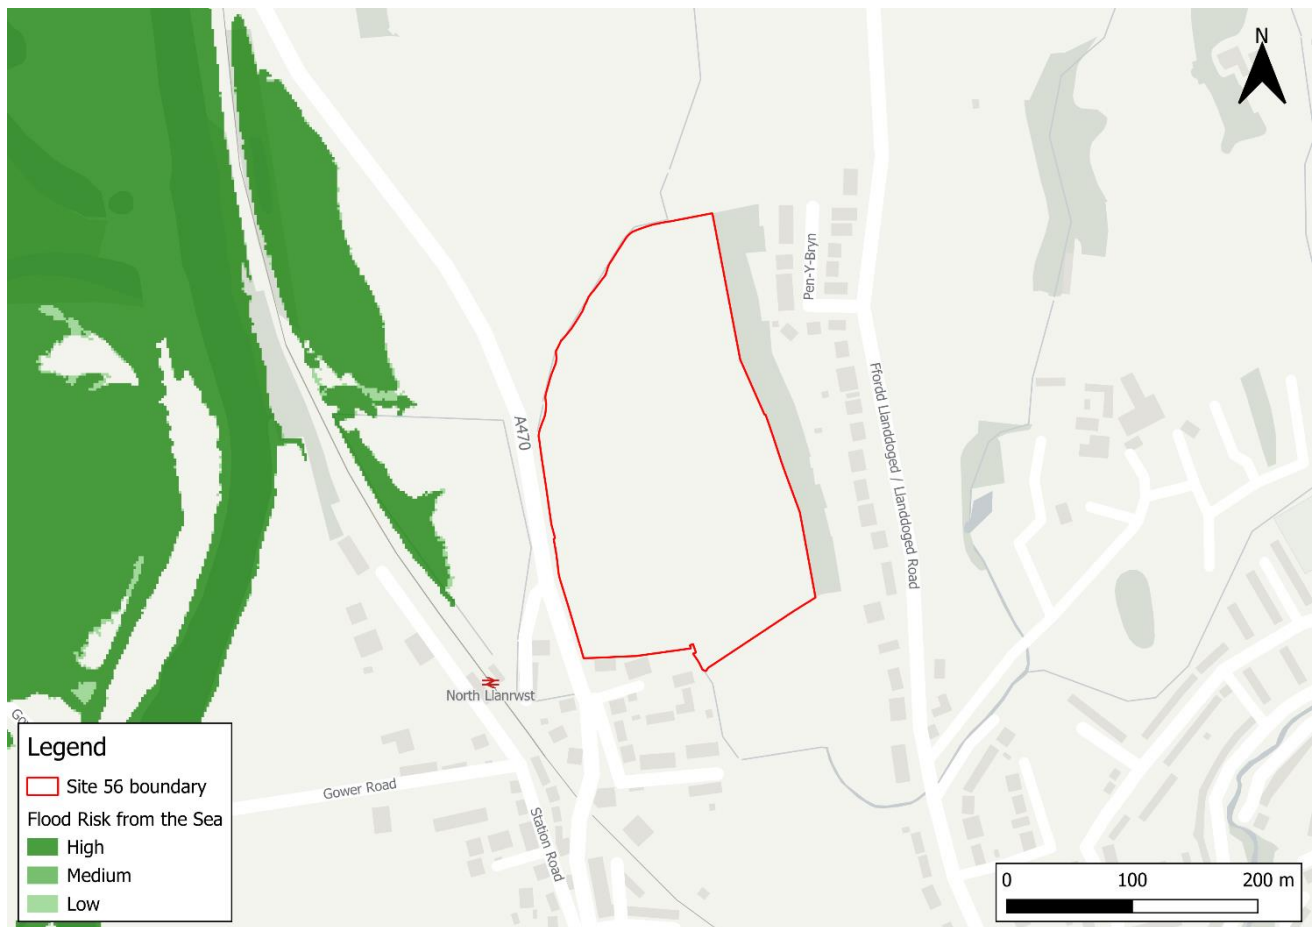 N
Pen-Y-Bryn
A470
Ffordd Llanddoged / Llanddoged Road
North Llanrwst
Gower Road
Station Road
Legend
Site 56 boundary
Flood Risk from the Sea
High
Medium
Low
0 100 200 m